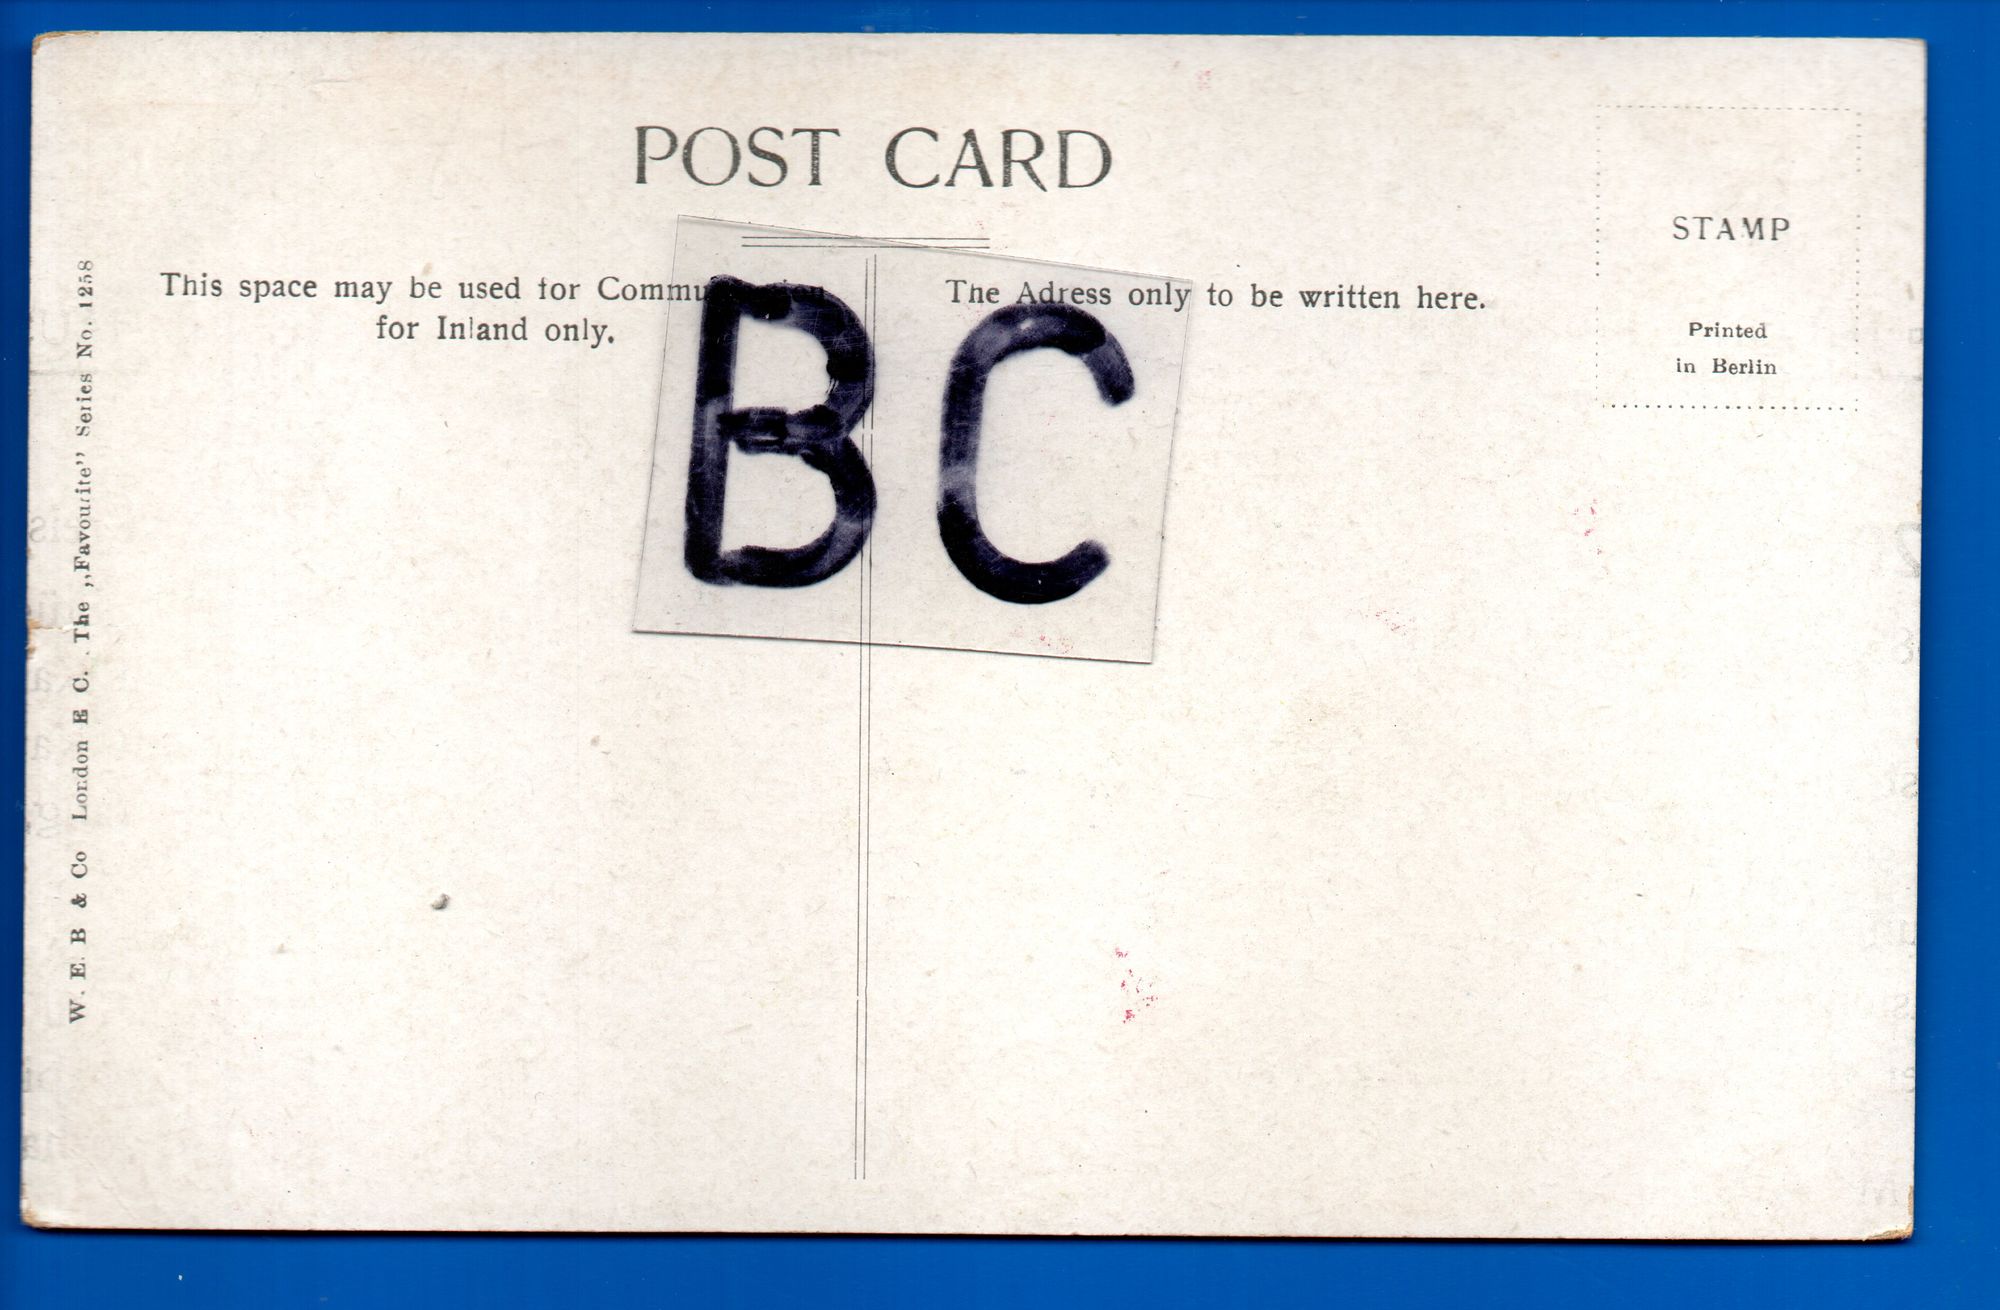 POST CARD
STAMP
Printed
in Berlin
This space may be used for
for Inland only.
The Adress only to be written here.
BC
W. E. B & Co London E C. . The ,,Favourite" Series No. 1258